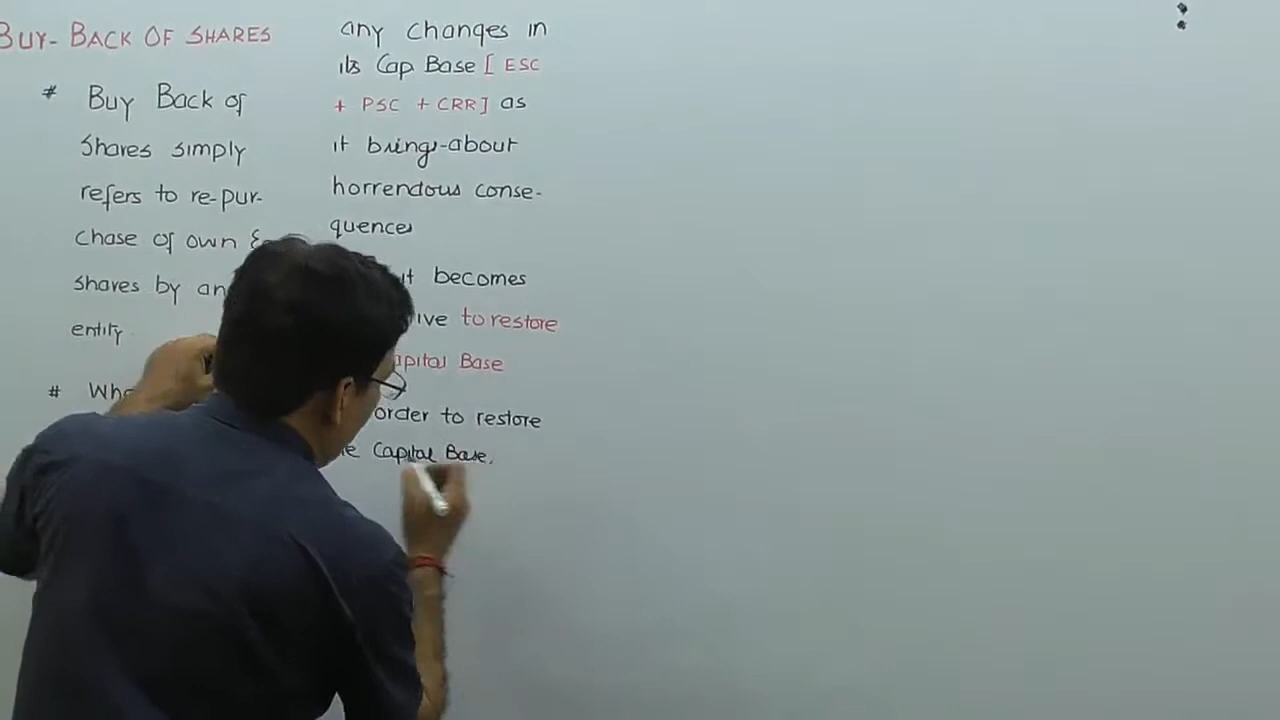 BUY- BACK OF SHARES
# Buy Back of
shares simply
refers to re-pur-
chase of own
shares by an
entity.
#
any changes in
its Cap Base [ ESC
+ PSC + CRR] as
it brings-about
horrendous conse-
quences
it becomes
to restore
Capital Base
order to restore
Capital Base,